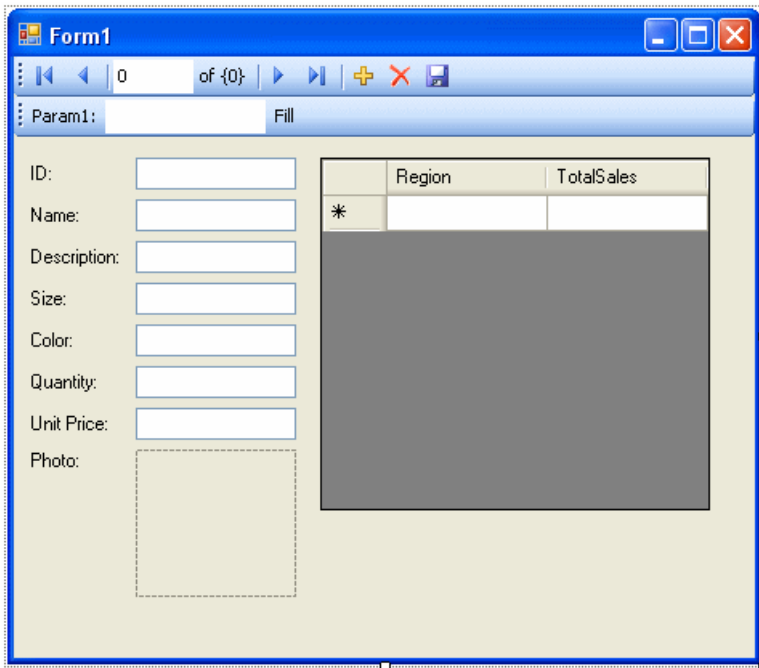 Form1
0 of {0}
Param1: Fill
ID:
Name:
Description:
Size:
Color:
Quantity:
Unit Price:
Photo:
Region TotalSales